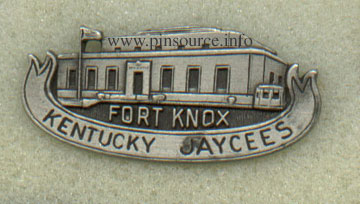 www.pinsource.info
FORT KNOX
KENTUCKY JAYCEES